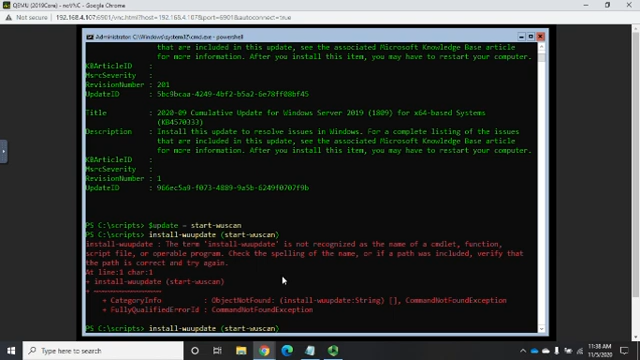 QEMU (2019Core) - noVNC - Google Chrome
Not secure | 192.168.4.107:6901/vnc.html?host=192.168.4.107&port=6901&autoconnect=true
Administrator: C:\Windows\system32\cmd.exe - powershell
that are included in this update, see the associated Microsoft Knowledge Base article
for more information. After you install this item, you may have to restart your computer.
KBArticleID :
MsrcSeverity :
RevisionNumber : 201
UpdateID : 5bc9bcaa-4249-4bf2-b5a2-6e78ff08bf45
Title : 2020-09 Cumulative Update for Windows Server 2019 (1809) for x64-based Systems
(KB4570333)
Description : Install this update to resolve issues in Windows. For a complete listing of the issues
that are included in this update, see the associated Microsoft Knowledge Base article
for more information. After you install this item, you may have to restart your computer.
KBArticleID :
MsrcSeverity :
RevisionNumber : 1
UpdateID : 966ec5a9-f073-4889-9a5b-6249f0707f9b
PS C:\scripts> $update = start-wuscan
PS C:\scripts> install-wuupdate (start-wuscan)
install-wuupdate : The term 'install-wuupdate' is not recognized as the name of a cmdlet, function,
script file, or operable program. Check the spelling of the name, or if a path was included, verify that
the path is correct and try again.
At line:1 char:1
+ install-wuupdate (start-wuscan)
+ ~~~~~~~~~~~~~~~~
+ CategoryInfo : ObjectNotFound: (install-wuupdate:String) [], CommandNotFoundException
+ FullyQualifiedErrorId : CommandNotFoundException
PS C:\scripts> install-wuupdate (start-wuscan)
Type here to search
11:38 AM
11/5/2020